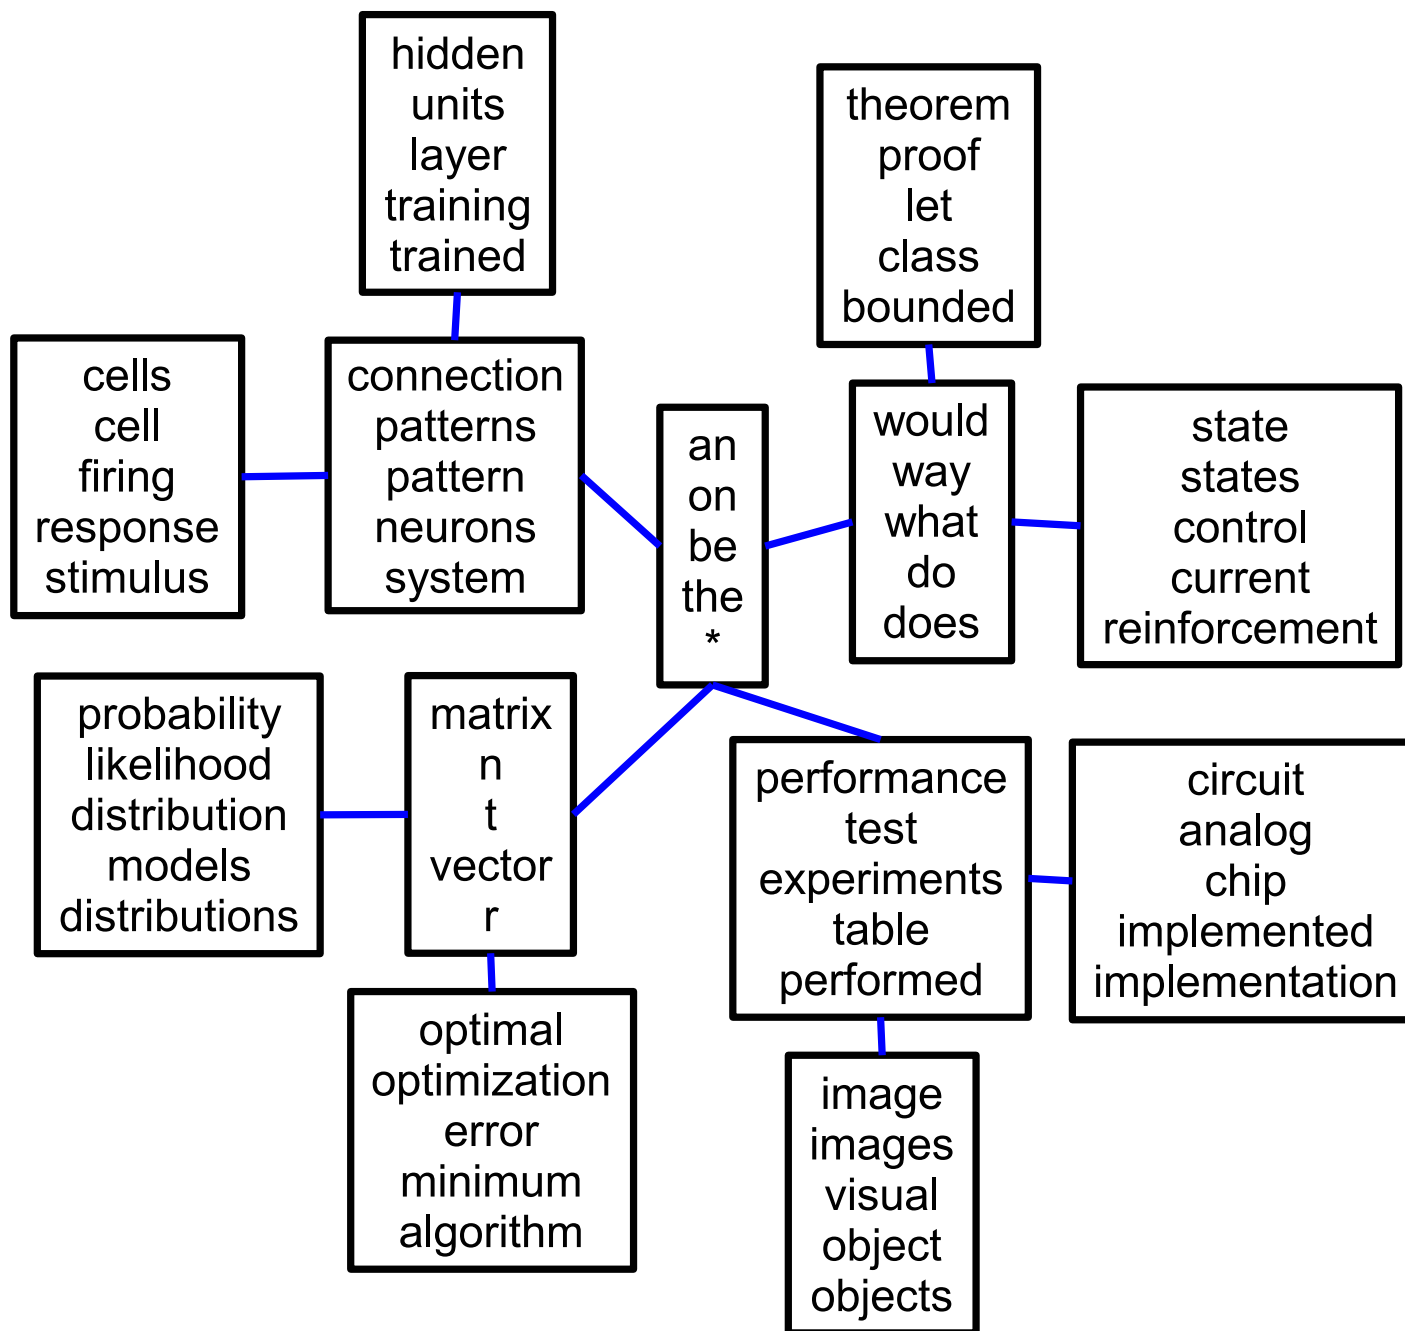 hidden
units
layer
training
trained
theorem
proof
let
class
bounded
cells
cell
firing
response
stimulus
connection
patterns
pattern
neurons
system
an
on
be
the
*
would
way
what
do
does
state
states
control
current
reinforcement
probability
likelihood
distribution
models
distributions
matrix
n
t
vector
r
performance
test
experiments
table
performed
circuit
analog
chip
implemented
implementation
optimal
optimization
error
minimum
algorithm
image
images
visual
object
objects